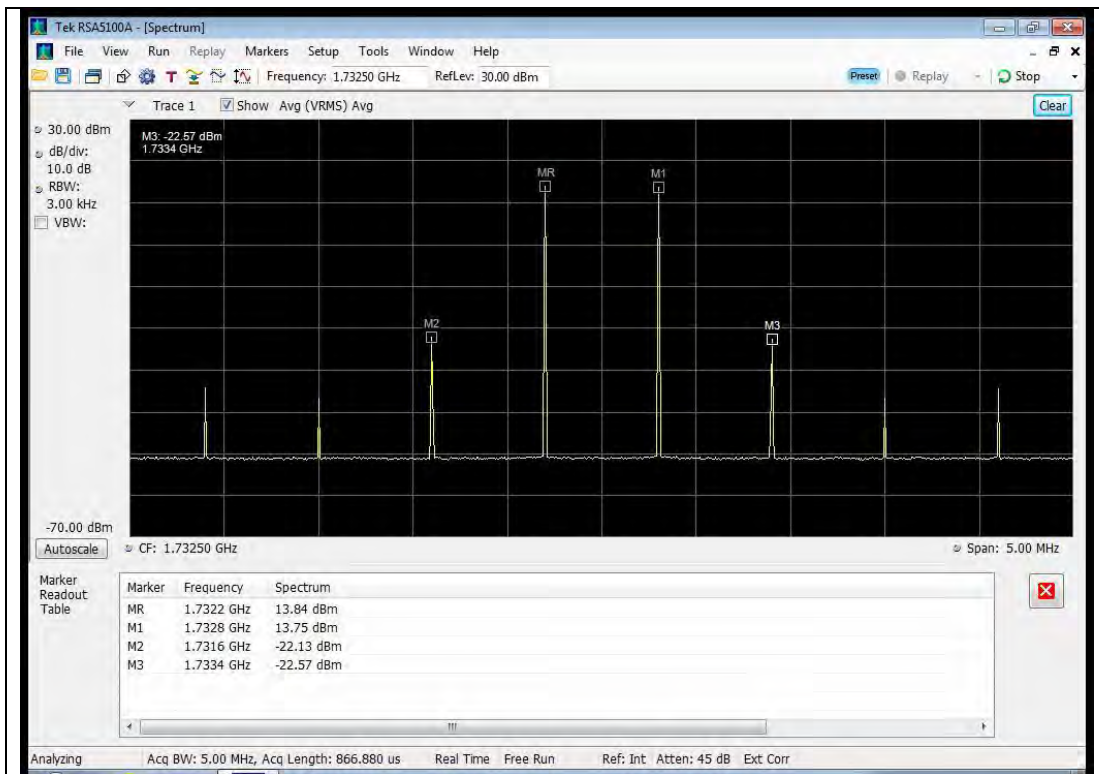 Tek RSA5100A - [Spectrum]
File View Run Replay Markers Setup Tools Window Help
T Frequency: 1.73250 GHz RefLev: 30.00 dBm Preset Replay Stop
Trace 1 Show Avg (VRMS) Avg Clear
30.00 dBm
dB/div:
10.0 dB
RBW:
3.00 kHz
VBW:
M3: -22.57 dBm
1.7334 GHz
MR M1
M2 M3
-70.00 dBm
Autoscale CF: 1.73250 GHz Span: 5.00 MHz
Marker
Readout
Table
Marker Frequency Spectrum
MR 1.7322 GHz 13.84 dBm
M1 1.7328 GHz 13.75 dBm
M2 1.7316 GHz -22.13 dBm
M3 1.7334 GHz -22.57 dBm
Analyzing Acq BW: 5.00 MHz, Acq Length: 866.880 us Real Time Free Run Ref: Int Atten: 45 dB Ext Corr